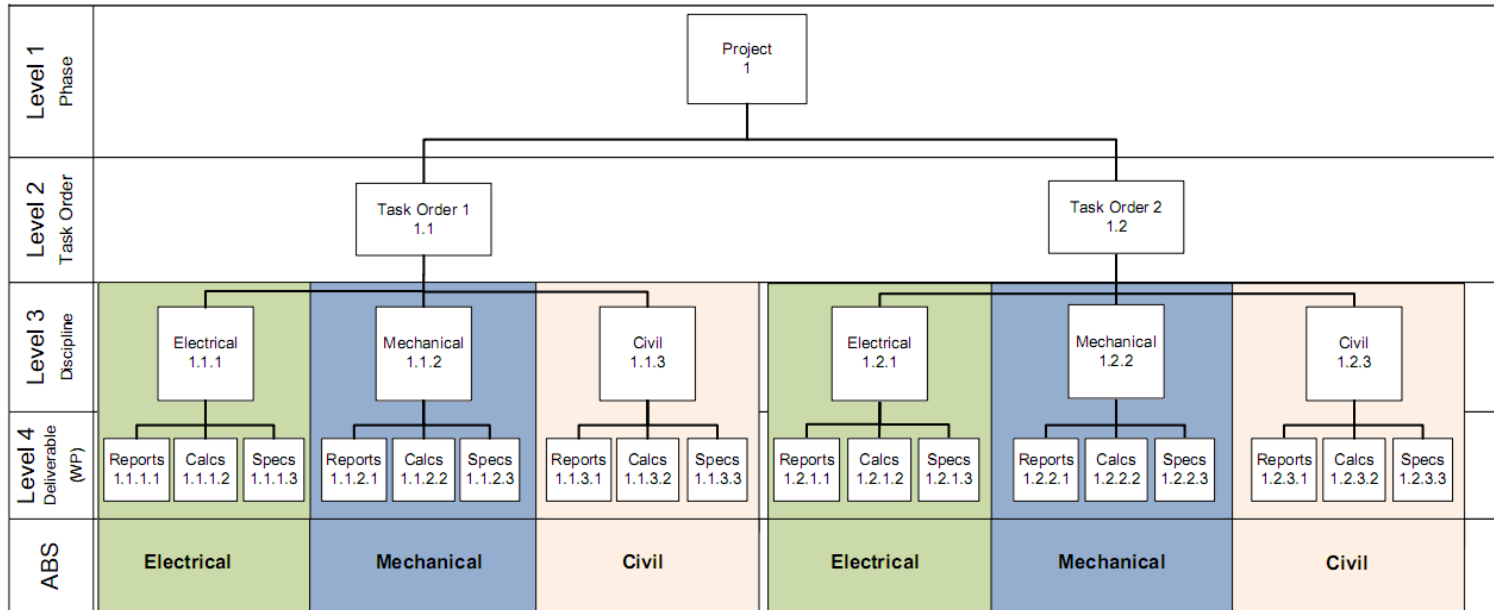 Level 1
Phase
Project
1
Level 2
Task Order
Task Order 1
1.1
Task Order 2
1.2
Level 3
Discipline
Electrical
1.1.1
Mechanical
1.1.2
Civil
1.1.3
Electrical
1.2.1
Mechanical
1.2.2
Civil
1.2.3
Level 4
Deliverable
(WP)
Reports
1.1.1.1
Calcs
1.1.1.2
Specs
1.1.1.3
Reports
1.1.2.1
Calcs
1.1.2.2
Specs
1.1.2.3
Reports
1.1.3.1
Calcs
1.1.3.2
Specs
1.1.3.3
Reports
1.2.1.1
Calcs
1.2.1.2
Specs
1.2.1.3
Reports
1.2.2.1
Calcs
1.2.2.2
Specs
1.2.2.3
Reports
1.2.3.1
Calcs
1.2.3.2
Specs
1.2.3.3
ABS
Electrical
Mechanical
Civil
Electrical
Mechanical
Civil